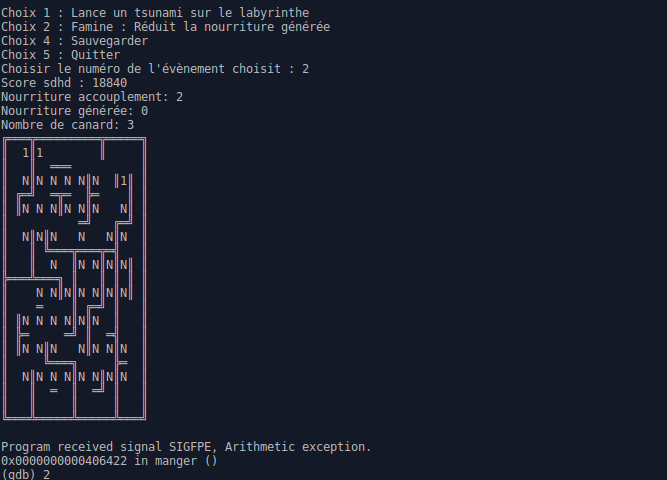 Choix 1 : Lance un tsunami sur le labyrinthe
Choix 2 : Famine : Réduit la nourriture générée
Choix 4 : Sauvegarder
Choix 5 : Quitter
Choisir le numéro de l'évènement choisit : 2
Score sdhd : 18840
Nourriture accouplement: 2
Nourriture générée: 0
Nombre de canard: 3
1║1 ║
N║N N N N║N ║1║
║N N N║N N║N N║
N║N║N N N║N
N ║N N║N║N║
N N║N║N N║N║N║
║N N N N║N║N
║N N║N ║N N║N
N║N N N║N N║N║N
Program received signal SIGFPE, Arithmetic exception.
0x0000000000406422 in manger ()
(gdb) 2